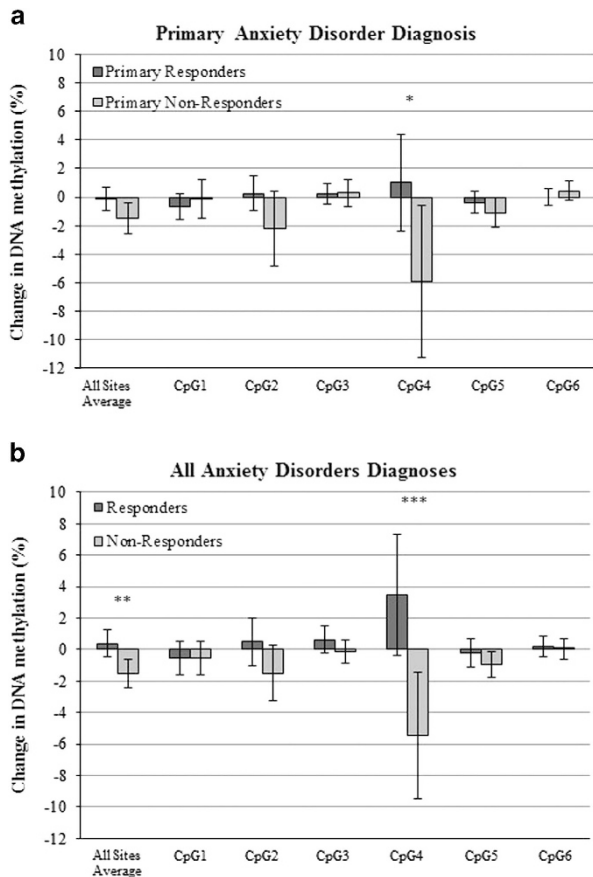 a
Primary Anxiety Disorder Diagnosis
Change in DNA methylation (%)
10
8
6
4
2
0
-2
-4
-6
-8
-10
-12
Primary Responders
Primary Non-Responders
*
All Sites
Average
CpG1
CpG2
CpG3
CpG4
CpG5
CpG6
b
All Anxiety Disorders Diagnoses
Change in DNA methylation (%)
10
8
6
4
2
0
-2
-4
-6
-8
-10
-12
Responders
Non-Responders
**
***
All Sites
Average
CpG1
CpG2
CpG3
CpG4
CpG5
CpG6